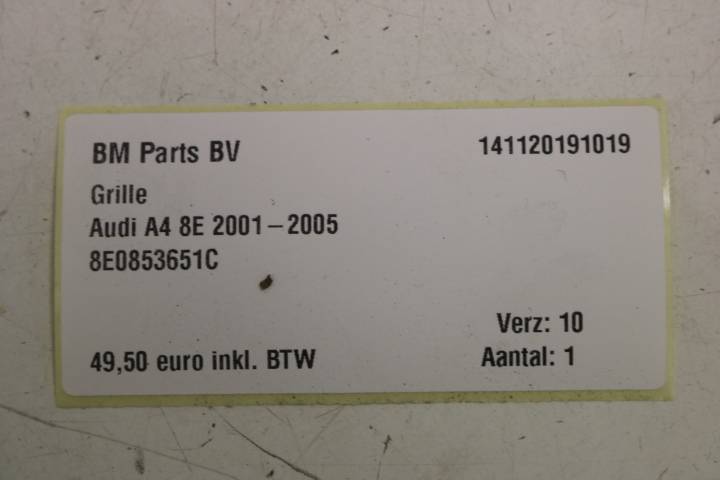 BM Parts BV 141120191019
Grille
Audi A4 8E 2001-2005
8E0853651C
Verz: 10
49,50 euro inkl. BTW Aantal: 1